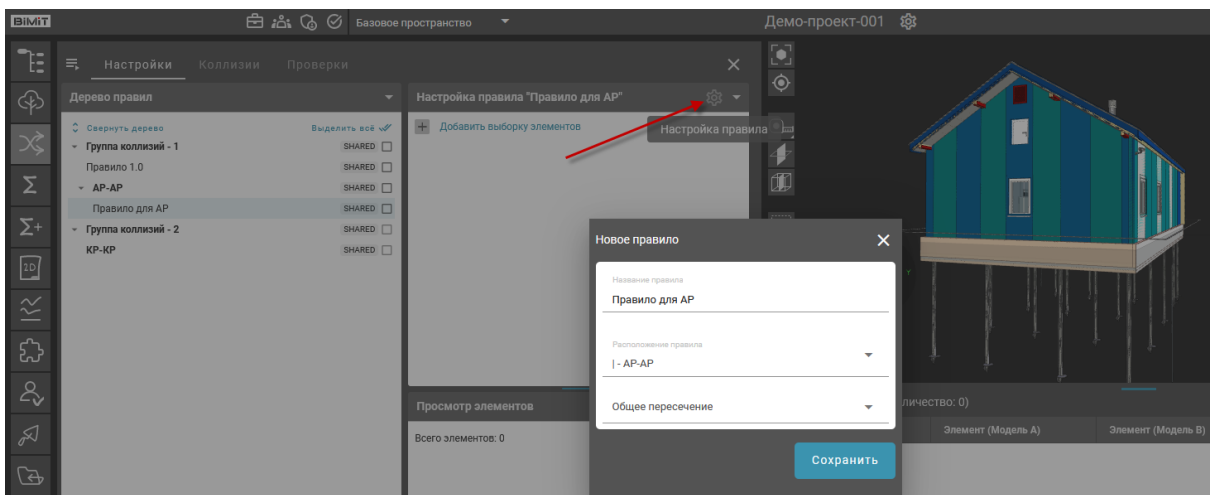 BIMiT
Базовое пространство
Демо-проект-001
Настройки Коллизии Проверки
Дерево правил
Настройка правила "Правило для АР"
Свернуть дерево
Выделить всё
Добавить выборку элементов
Настройка правила
Группа коллизий - 1 SHARED
Правило 1.0 SHARED
АР-АР SHARED
Правило для АР SHARED
Группа коллизий - 2 SHARED
КР-КР SHARED
2D
Новое правило
Название правила
Правило для АР
Расположение правила
| - АР-АР
Общее пересечение
Сохранить
Просмотр элементов
Всего элементов: 0
личество: 0)
Элемент (Модель A) Элемент (Модель B)